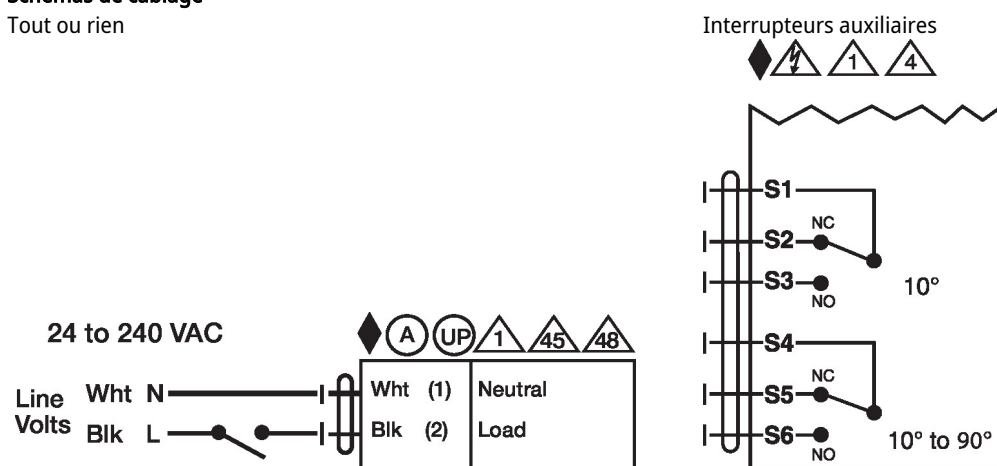 Schémas de câblage
Tout ou rien
Interrupteurs auxiliaires
1 4
S1
NC
S2
S3
NO
10°
S4
NC
S5
S6
NO
10° to 90°
24 to 240 VAC
A UP 1 45 48
Line Volts
Wht N
Wht (1) Neutral
Blk L
Blk (2) Load